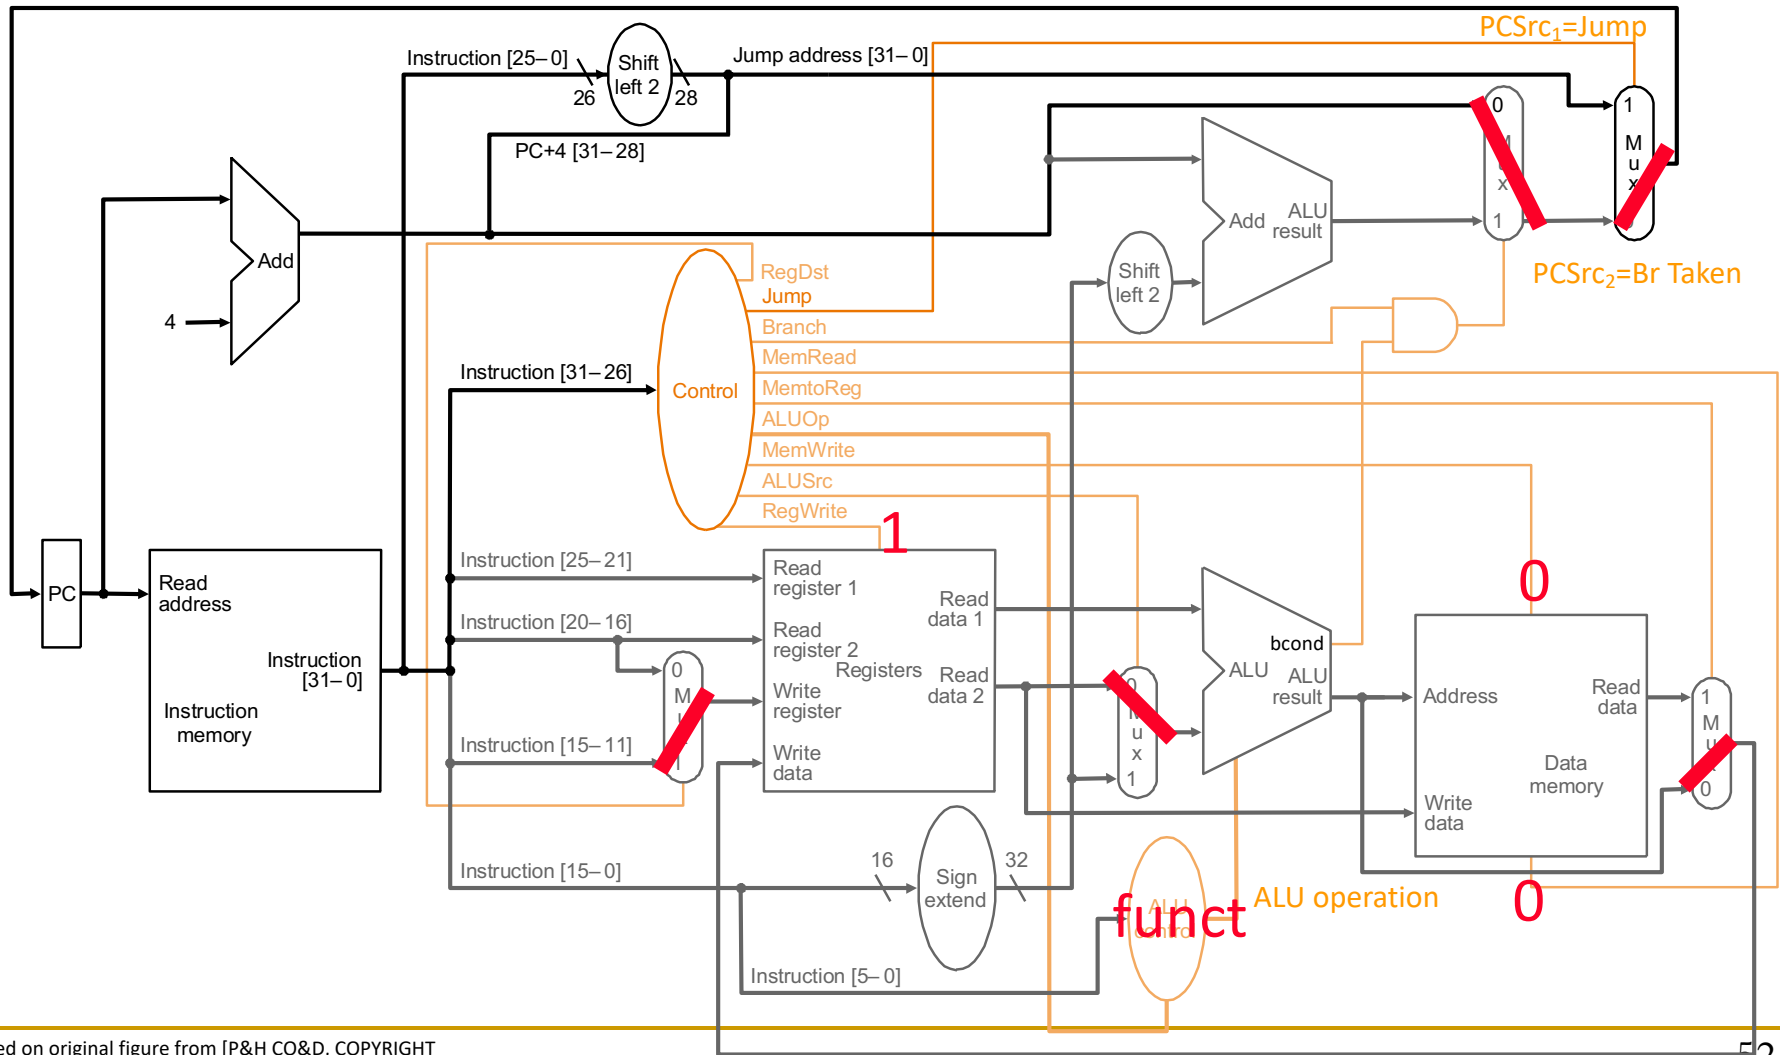 PCSrc1=Jump
Instruction [25–0]
Shift
left 2
Jump address [31–0]
26
28
PC+4 [31–28]
0
M
x
1
1
M
u
x
Add
4
Add
ALU
result
Shift
left 2
PCSrc2=Br Taken
RegDst
Jump
Branch
MemRead
MemtoReg
ALUOp
MemWrite
ALUSrc
RegWrite
Instruction [31–26]
Control
1
0
PC
Read
address
Instruction
[31–0]
Instruction
memory
Instruction [25–21]
Instruction [20–16]
Instruction [15–11]
0
M
Read
register 1
Read
register 2
Registers
Write
register
Write
data
Read
data 1
Read
data 2
0
M
u
x
1
bcond
ALU
ALU
result
Address
Read
data
Data
memory
Write
data
1
M
u
0
Instruction [15–0]
16
Sign
extend
32
ALU
control
funct
ALU operation
0
Instruction [5–0]
ed on original figure from [P&H CO&D, COPYRIGHT